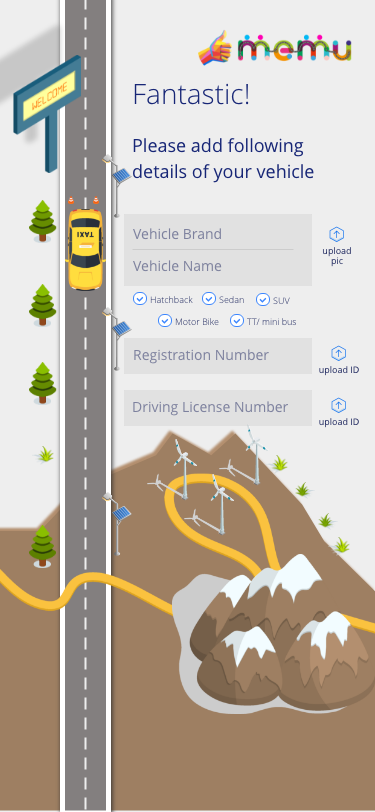 memu
WELCOME
Fantastic!
Please add following
details of your vehicle
TAXI
Vehicle Brand
Vehicle Name
upload
pic
Hatchback Sedan SUV
Motor Bike TT/ mini bus
Registration Number
upload ID
Driving License Number
upload ID